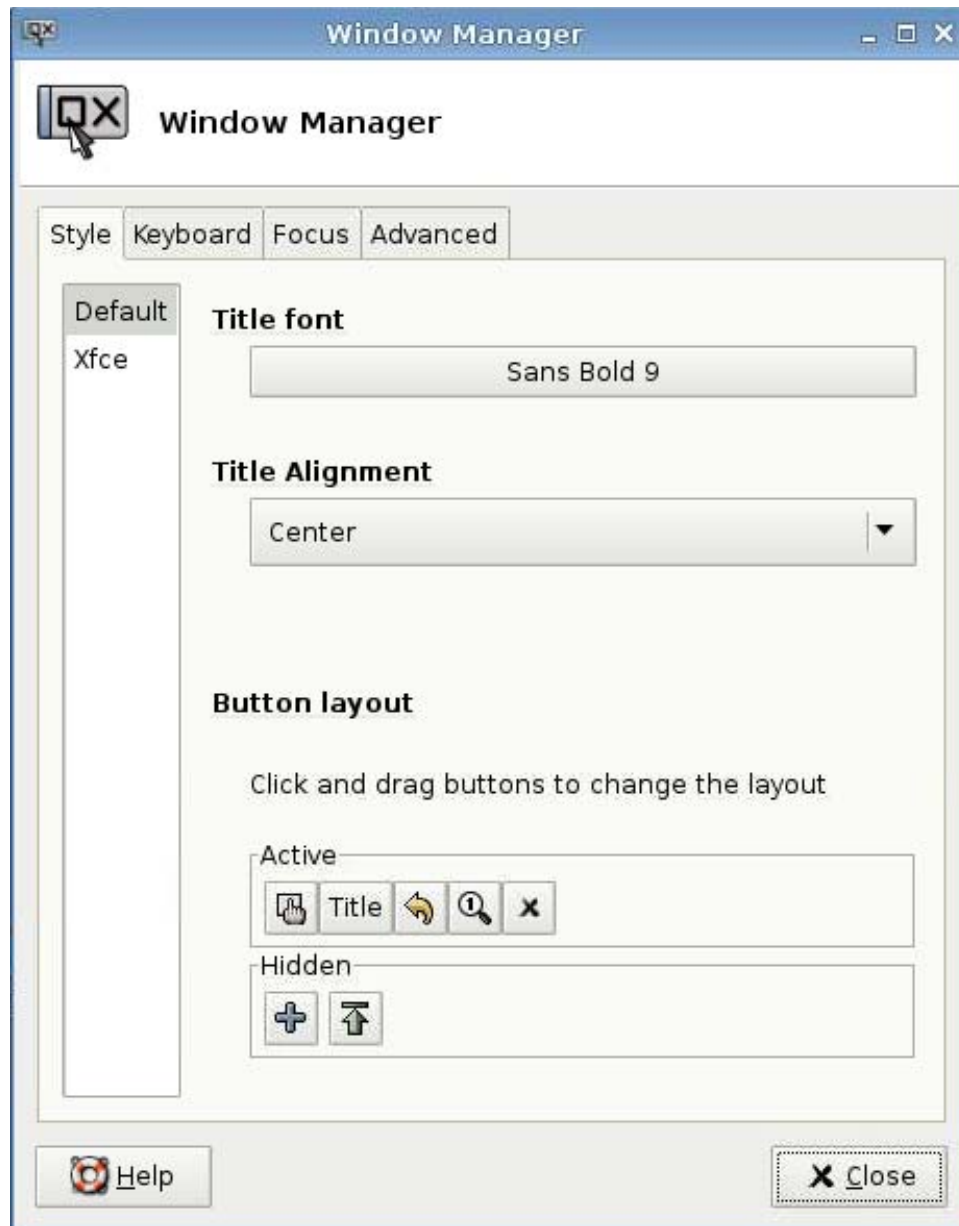 Window Manager
Window Manager
Style Keyboard Focus Advanced
Default
Xfce
Title font
Sans Bold 9
Title Alignment
Center
Button layout
Click and drag buttons to change the layout
Active
Title
Hidden
Help
Close